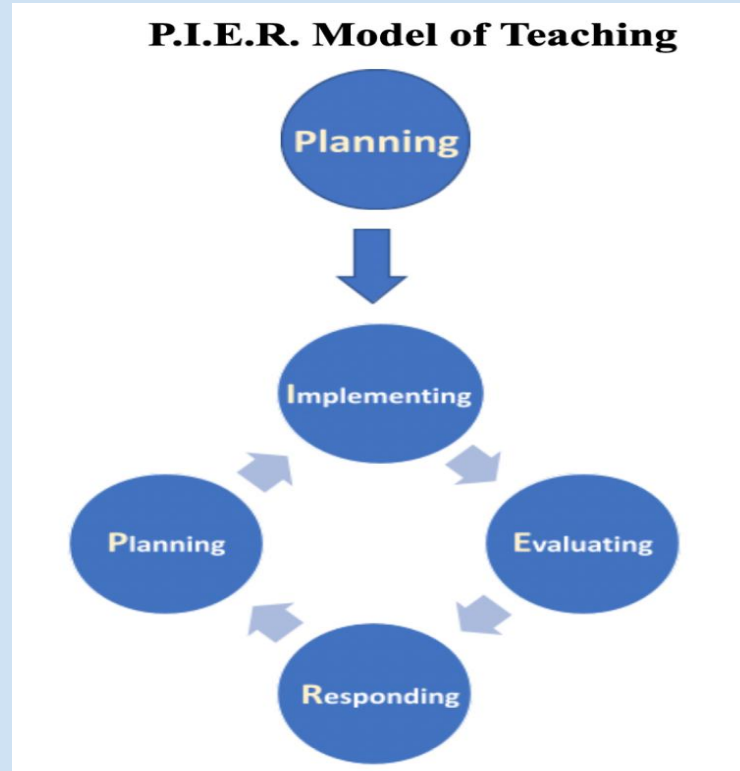 P.I.E.R. Model of Teaching
Planning
Implementing
Planning
Evaluating
Responding